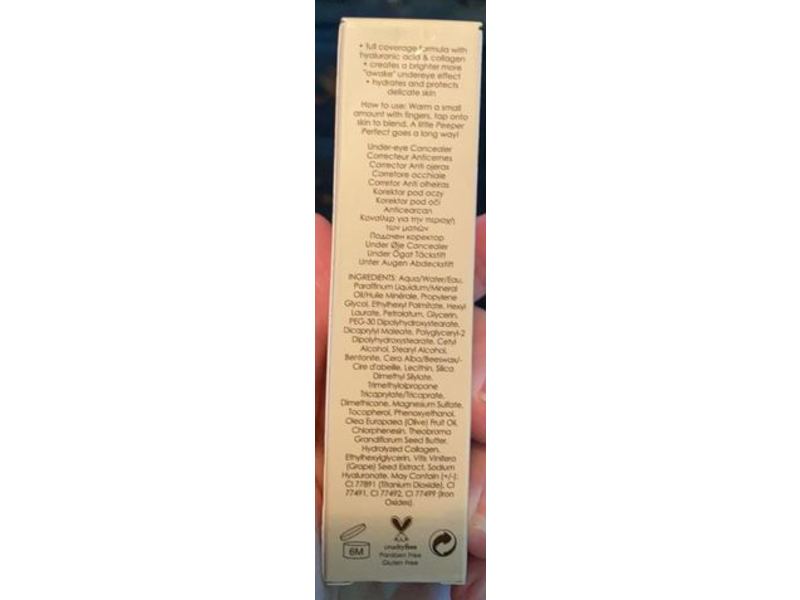 • full coverage formula with
hyaluronic acid & collagen
• creates a brighter more
"awake" undereye effect
• hydrates and protects
delicate skin
How to use: Warm a small
amount with fingers, tap onto
skin to blend. A little Peeper
Perfect goes a long way!
Under-eye Concealer
Correcteur Anticernes
Corrector Anti ojeras
Corretore occhiaie
Corretor Anti olheiras
Korektor pod oczy
Korektor pod oči
Anticearcan
Κονσίλερ για την περιοχή
των ματιών
Подочен коректор
Under Øje Concealer
Under Ögat Täckstift
Unter Augen Abdeckstift
INGREDIENTS: Aqua/Water/Eau,
Paraffinum Liquidum/Mineral
Oil/Huile Minérale, Propylene
Glycol, Ethylhexyl Palmitate, Hexyl
Laurate, Petrolatum, Glycerin,
PEG-30 Dipolyhydroxystearate,
Dicaprylyl Maleate, Polyglyceryl-2
Dipolyhydroxystearate, Cetyl
Alcohol, Stearyl Alcohol,
Bentonite, Cera Alba/Beeswax/
Cire d'abeille, Lecithin, Silica
Dimethyl Silylate,
Trimethylolpropane
Tricaprylate/Tricaprate,
Dimethicone, Magnesium Sulfate,
Tocopherol, Phenoxyethanol,
Olea Europaea (Olive) Fruit Oil,
Chlorphenesin, Theobroma
Grandiflorum Seed Butter,
Hydrolyzed Collagen,
Ethylhexylglycerin, Vitis Vinifera
(Grape) Seed Extract, Sodium
Hyaluronate. May Contain (+/-):
CI 77891 (Titanium Dioxide), CI
77491, CI 77492, CI 77499 (Iron
Oxides).
6M
crueltyfree
Paraben Free
Gluten Free